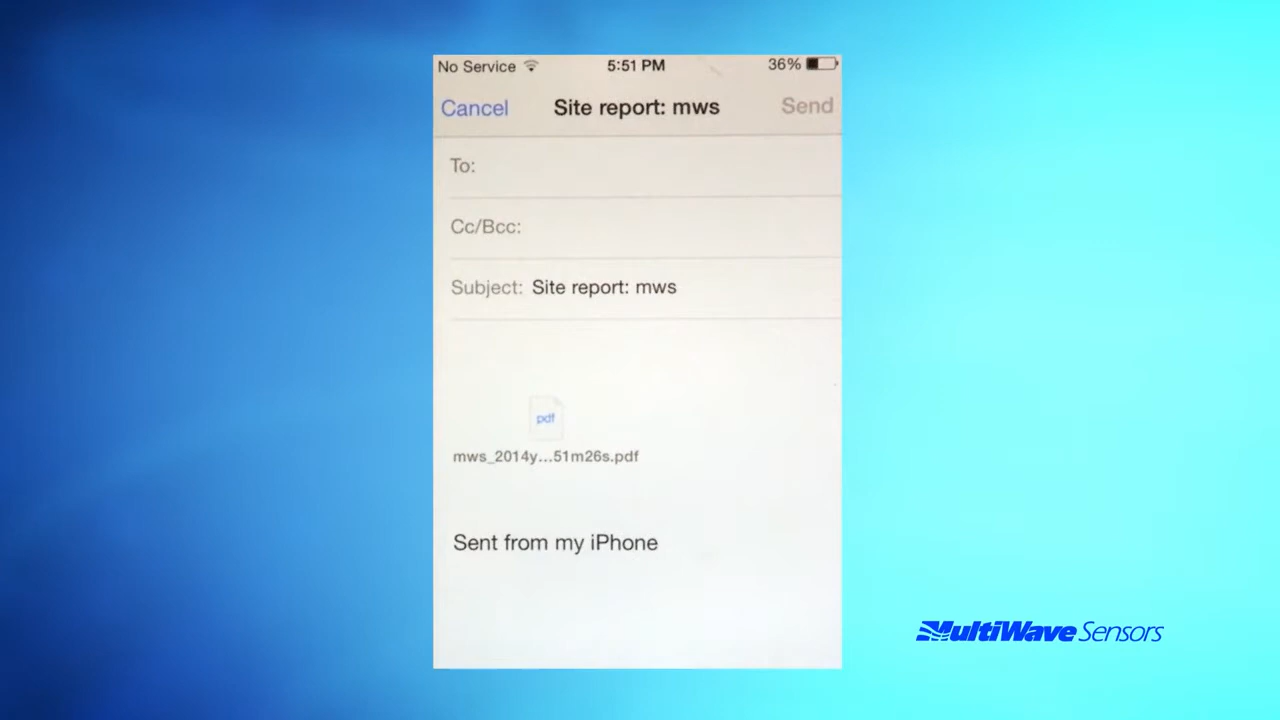 No Service 5:51 PM 36%
Cancel Site report: mws Send
To:
Cc/Bcc:
Subject: Site report: mws
pdf
mws_2014y...51m26s.pdf
Sent from my iPhone
MultiWave Sensors